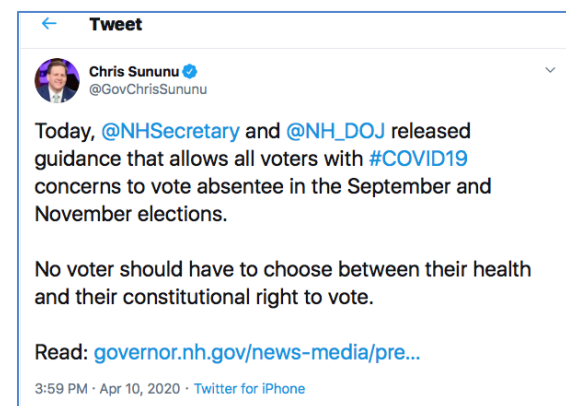 Tweet
Chris Sununu
@GovChrisSununu
Today, @NHSecretary and @NH_DOJ released
guidance that allows all voters with #COVID19
concerns to vote absentee in the September and
November elections.
No voter should have to choose between their health
and their constitutional right to vote.
Read: governor.nh.gov/news-media/pre...
3:59 PM · Apr 10, 2020 · Twitter for iPhone